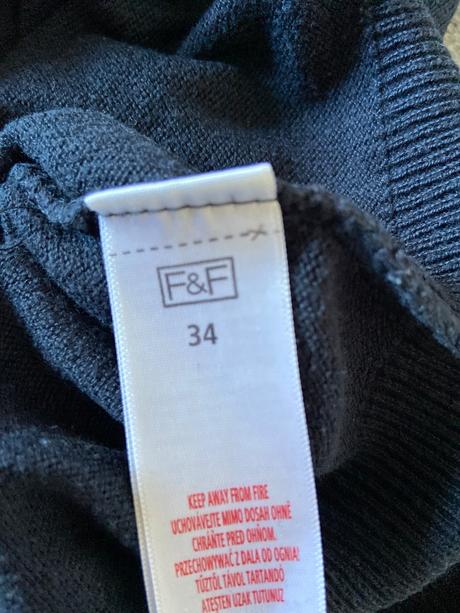 F&F
34
KEEP AWAY FROM FIRE
UCHOVÁVEJTE MIMO DOSAH OHNĚ
CHRÁŇTE PRED OHŇOM.
PRZECHOWYWAĆ Z DALA OD OGNIA!
TŰZTŐL TÁVOL TARTANDÓ
ATEŞTEN UZAK TUTUNUZ